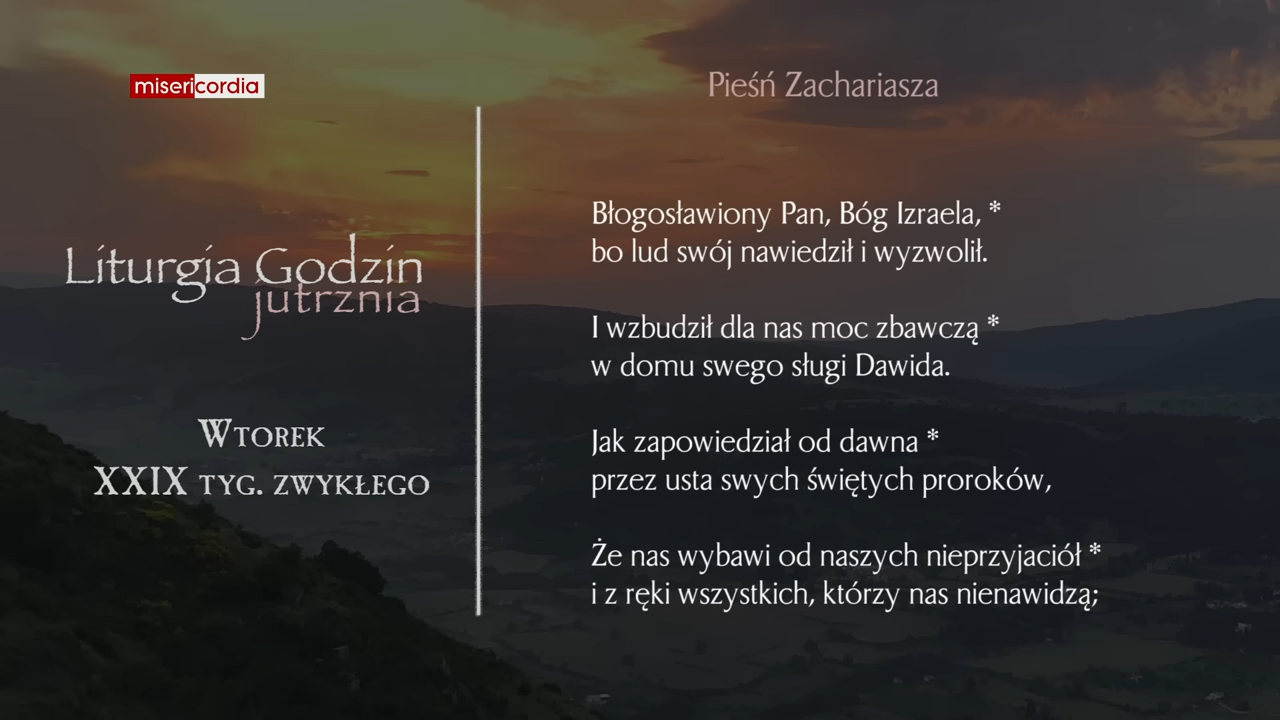 misericordia
Liturgia Godzin
jutrznia
Wtorek
XXIX tyg. zwykłego
Pieśń Zachariasza
Błogosławiony Pan, Bóg Izraela, *
bo lud swój nawiedził i wyzwolił.
I wzbudził dla nas moc zbawczą *
w domu swego sługi Dawida.
Jak zapowiedział od dawna *
przez usta swych świętych proroków,
Że nas wybawi od naszych nieprzyjaciół *
i z ręki wszystkich, którzy nas nienawidzą;